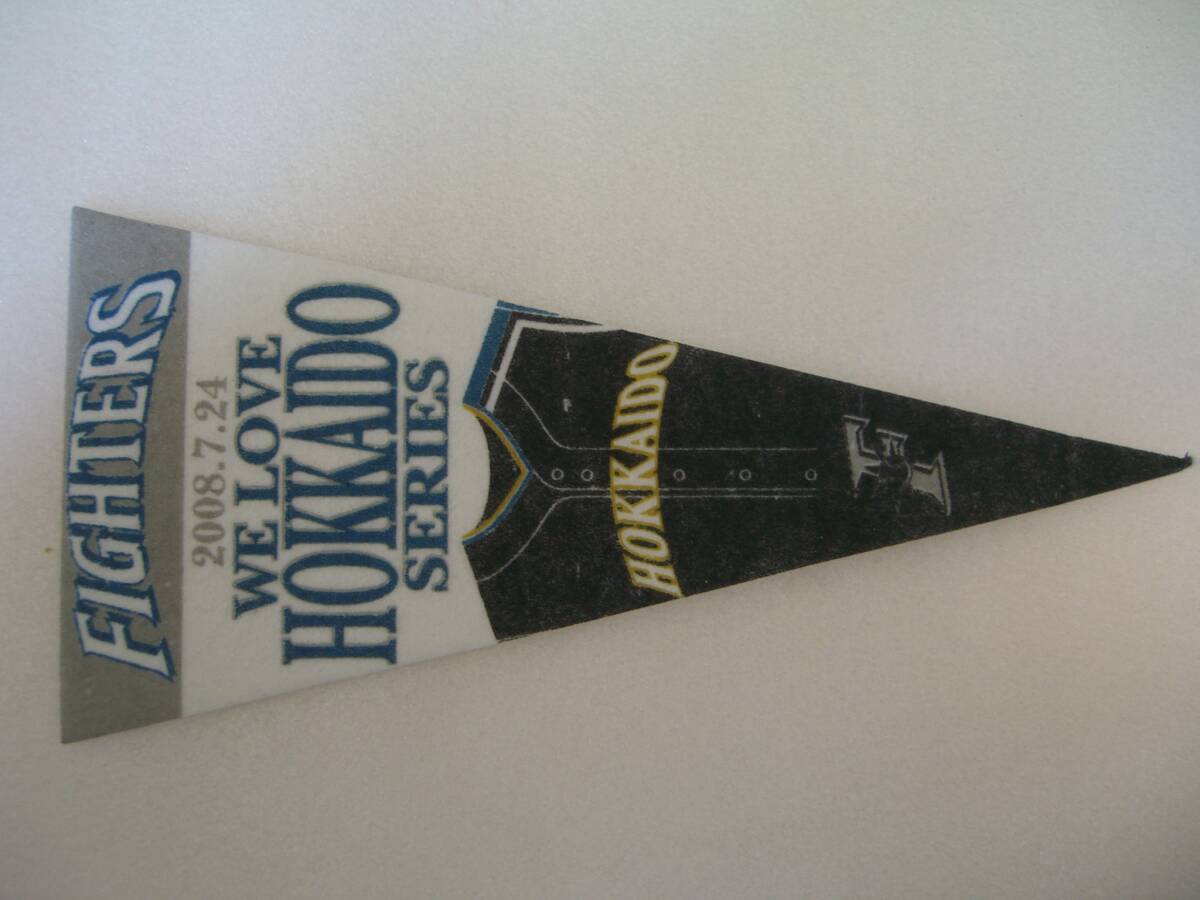 FIGHTERS
2008.7.24
WE LOVE
HOKKAIDO
SERIES
HOKKAIDO